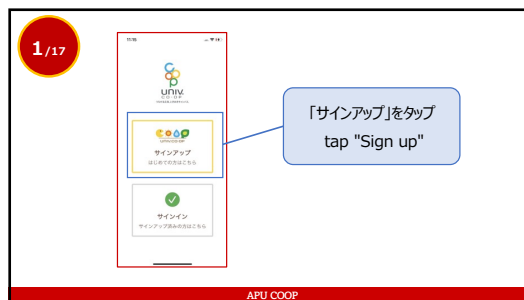 1/17
univ.
CO-OP
サインアップ
はじめての方はこちら
サインイン
サインアップ済みの方はこちら
「サインアップ」をタップ
tap "Sign up"
APU COOP